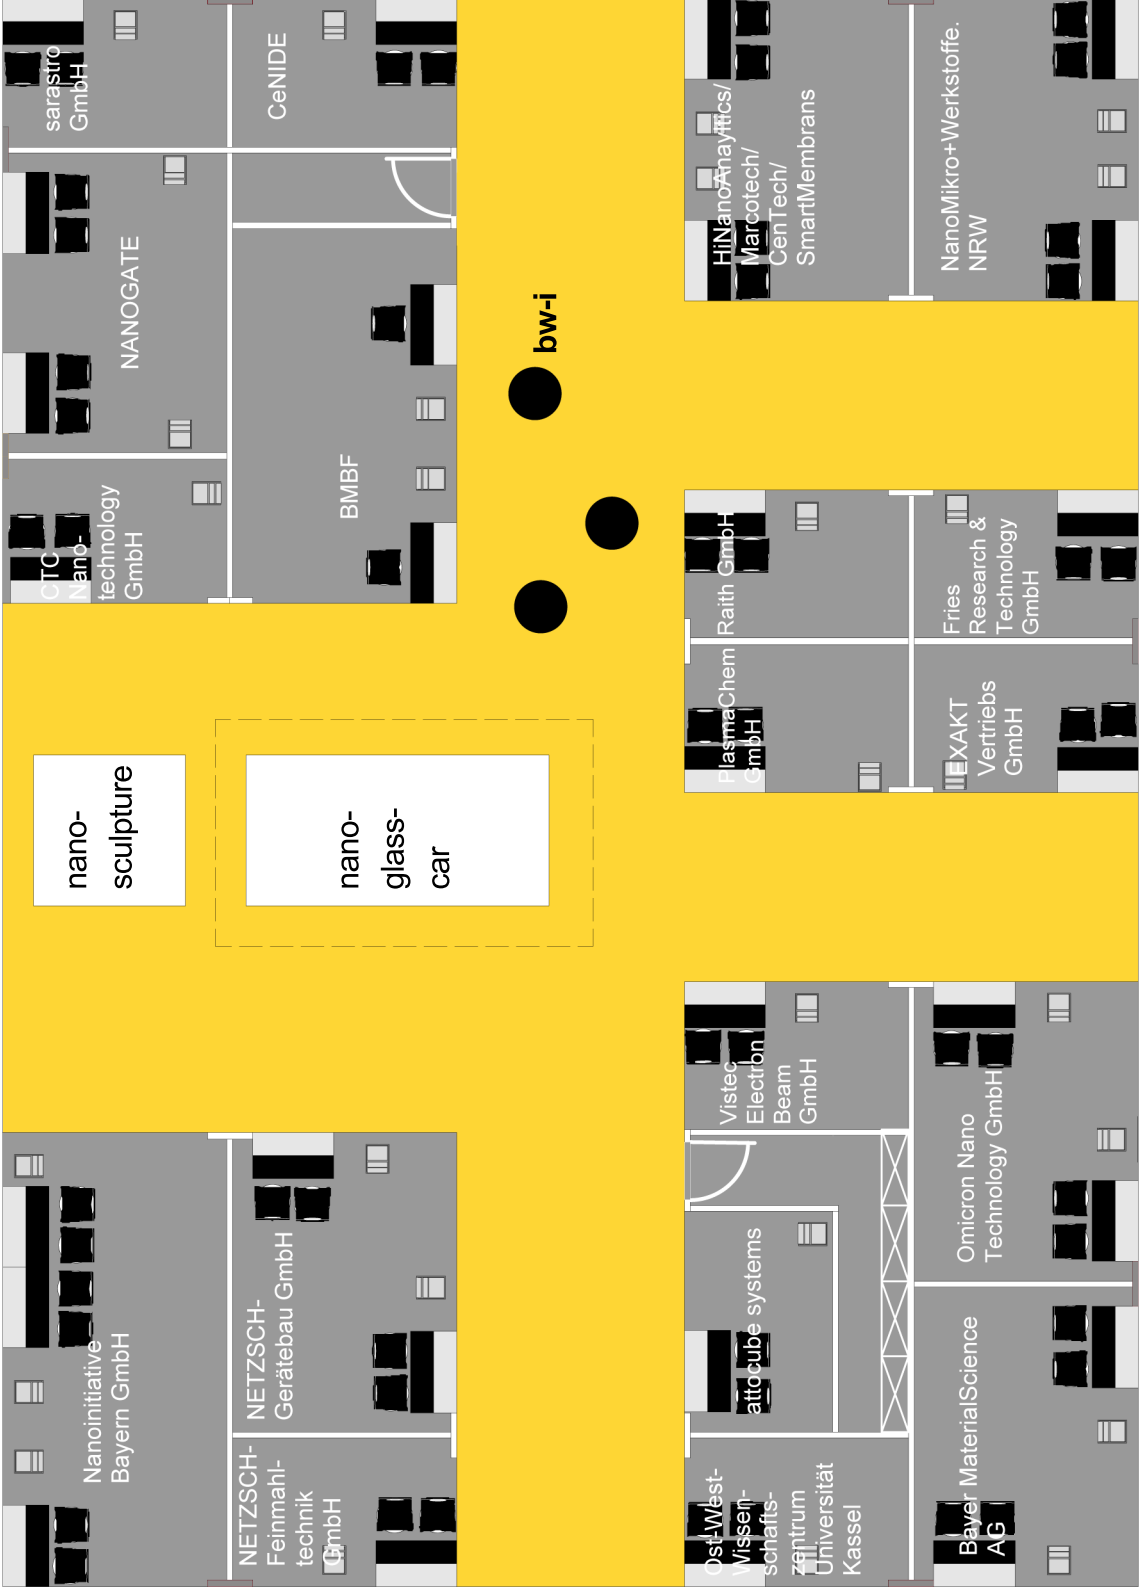 sarastro
GmbH
CeNIDE
NANOGATE
CTC
Nano-
technology
GmbH
BMBF
bw-i
HiNanoAnayltics/
Marcotech/
CenTech/
SmartMembrans
NanoMikro+Werkstoffe.
NRW
Raith GmbH
Fries
Research &
Technology
GmbH
PlasmaChem
GmbH
EXAKT
Vertriebs
GmbH
nano-
sculpture
nano-
glass-
car
Vistec
Electron
Beam
GmbH
Omicron Nano
Technology GmbH
Nanoinitiative
Bayern GmbH
NETZSCH-
Gerätebau GmbH
NETZSCH-
Feinmahl-
technik
GmbH
attocube systems
Ost-West-
Wissen-
schafts-
zentrum
Universität
Kassel
Bayer MaterialScience
AG